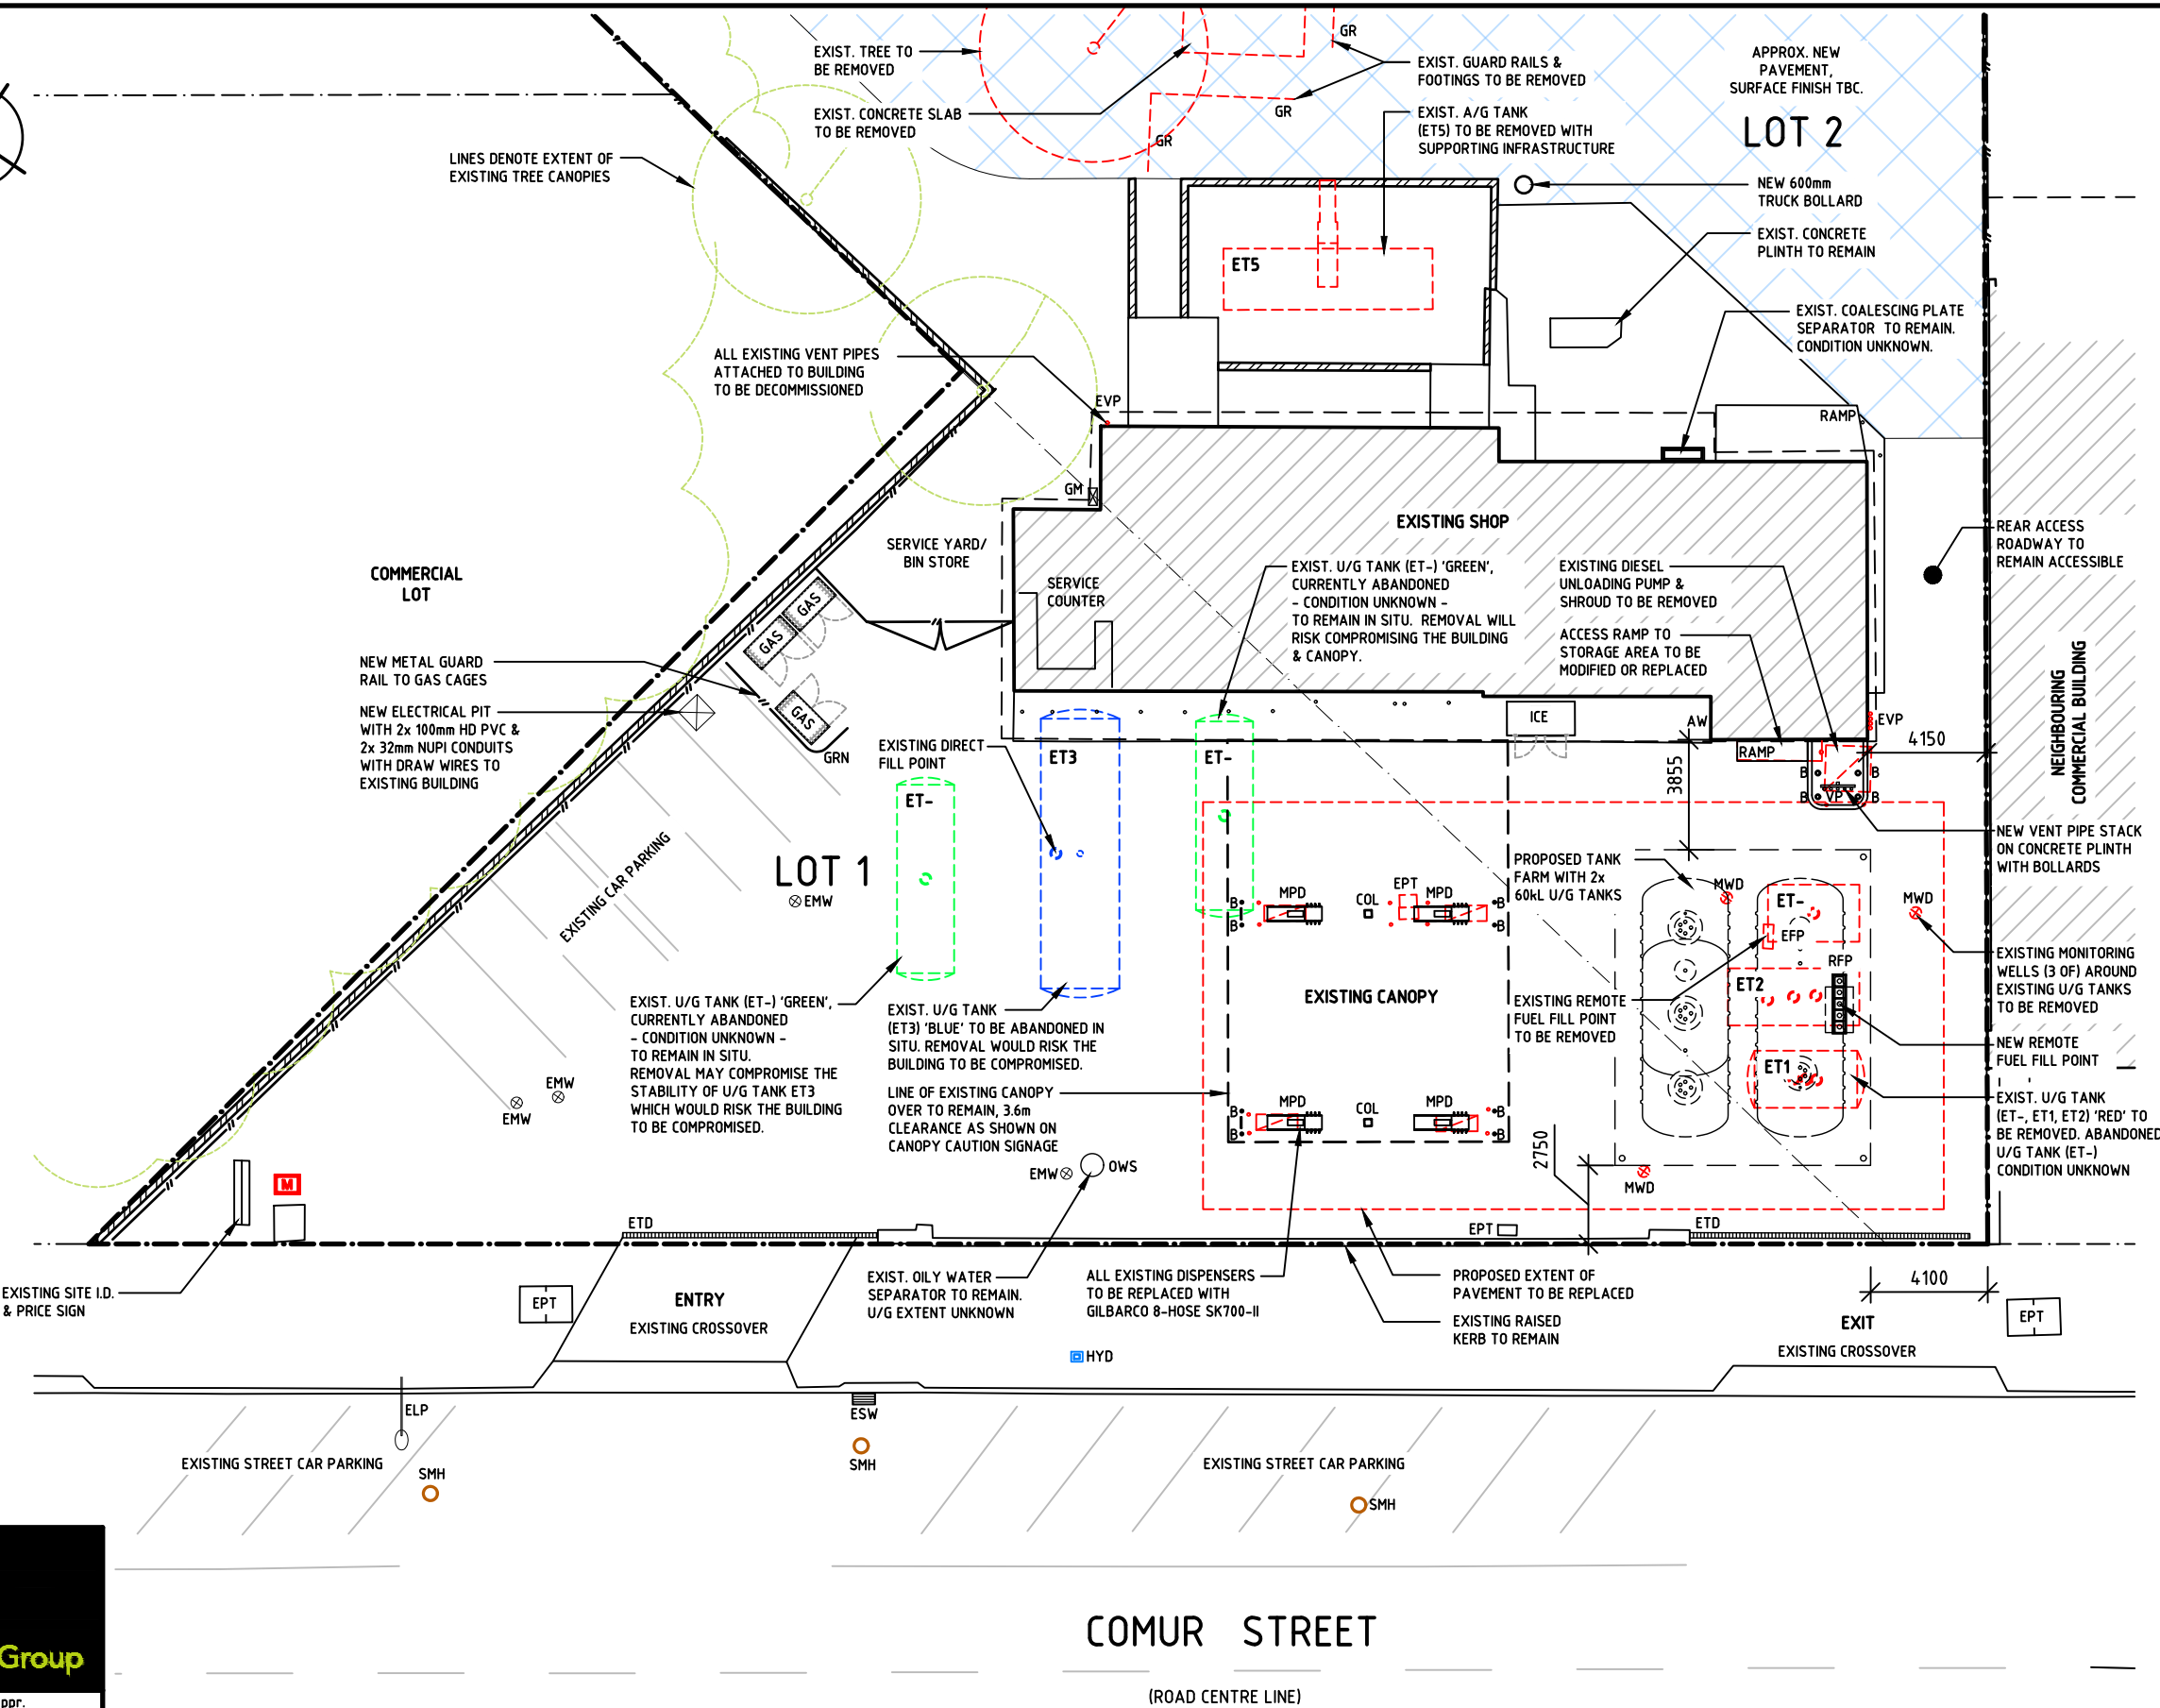 EXIST. TREE TO
BE REMOVED
EXIST. CONCRETE SLAB
TO BE REMOVED
LINES DENOTE EXTENT OF
EXISTING TREE CANOPIES
GR
GR
GR
EXIST. GUARD RAILS &
FOOTINGS TO BE REMOVED
EXIST. A/G TANK
(ET5) TO BE REMOVED WITH
SUPPORTING INFRASTRUCTURE
APPROX. NEW
PAVEMENT,
SURFACE FINISH TBC.
LOT 2
NEW 600mm
TRUCK BOLLARD
EXIST. CONCRETE
PLINTH TO REMAIN
EXIST. COALESCING PLATE
SEPARATOR TO REMAIN.
CONDITION UNKNOWN.
ET5
ALL EXISTING VENT PIPES
ATTACHED TO BUILDING
TO BE DECOMMISSIONED
EVP
RAMP
GM
EXISTING SHOP
SERVICE YARD/
BIN STORE
SERVICE
COUNTER
REAR ACCESS
ROADWAY TO
REMAIN ACCESSIBLE
COMMERCIAL
LOT
EXIST. U/G TANK (ET-) 'GREEN',
CURRENTLY ABANDONED
- CONDITION UNKNOWN -
TO REMAIN IN SITU. REMOVAL WILL
RISK COMPROMISING THE BUILDING
& CANOPY.
EXISTING DIESEL
UNLOADING PUMP &
SHROUD TO BE REMOVED
ACCESS RAMP TO
STORAGE AREA TO BE
MODIFIED OR REPLACED
GAS
GAS
GAS
NEW METAL GUARD
RAIL TO GAS CAGES
NEW ELECTRICAL PIT
WITH 2x 100mm HD PVC &
2x 32mm NUPI CONDUITS
WITH DRAW WIRES TO
EXISTING BUILDING
GRN
EXISTING DIRECT
FILL POINT
ICE
AW
EVP
4150
NEIGHBOURING
COMMERCIAL BUILDING
ET3
ET-
ET-
RAMP
3855
B
B
B
B
VP
NEW VENT PIPE STACK
ON CONCRETE PLINTH
WITH BOLLARDS
EXISTING CAR PARKING
LOT 1
EMW
PROPOSED TANK
FARM WITH 2x
60kL U/G TANKS
MPD
COL
EPT
MPD
B
B
B
B
MWD
ET-
MWD
EFP
RFP
ET2
ET1
EXISTING MONITORING
WELLS (3 OF) AROUND
EXISTING U/G TANKS
TO BE REMOVED
EXISTING CANOPY
EXISTING REMOTE
FUEL FILL POINT
TO BE REMOVED
NEW REMOTE
FUEL FILL POINT
EXIST. U/G TANK
(ET-, ET1, ET2) 'RED' TO
BE REMOVED. ABANDONED
U/G TANK (ET-)
CONDITION UNKNOWN
EXIST. U/G TANK (ET-) 'GREEN',
CURRENTLY ABANDONED
- CONDITION UNKNOWN -
TO REMAIN IN SITU.
REMOVAL MAY COMPROMISE THE
STABILITY OF U/G TANK ET3
WHICH WOULD RISK THE BUILDING
TO BE COMPROMISED.
EXIST. U/G TANK
(ET3) 'BLUE' TO BE ABANDONED IN
SITU. REMOVAL WOULD RISK THE
BUILDING TO BE COMPROMISED.
LINE OF EXISTING CANOPY
OVER TO REMAIN, 3.6m
CLEARANCE AS SHOWN ON
CANOPY CAUTION SIGNAGE
EMW
EMW
MPD
COL
MPD
B
B
B
B
2750
EMW
OWS
MWD
M
ETD
EPT
ETD
EXISTING SITE I.D.
& PRICE SIGN
EPT
ENTRY
EXISTING CROSSOVER
EXIST. OILY WATER
SEPARATOR TO REMAIN.
U/G EXTENT UNKNOWN
ALL EXISTING DISPENSERS
TO BE REPLACED WITH
GILBARCO 8-HOSE SK700-II
PROPOSED EXTENT OF
PAVEMENT TO BE REPLACED
EXISTING RAISED
KERB TO REMAIN
4100
EXIT
EXISTING CROSSOVER
EPT
HYD
ELP
ESW
SMH
EXISTING STREET CAR PARKING
SMH
EXISTING STREET CAR PARKING
SMH
COMUR STREET
(ROAD CENTRE LINE)
Group
ppr.